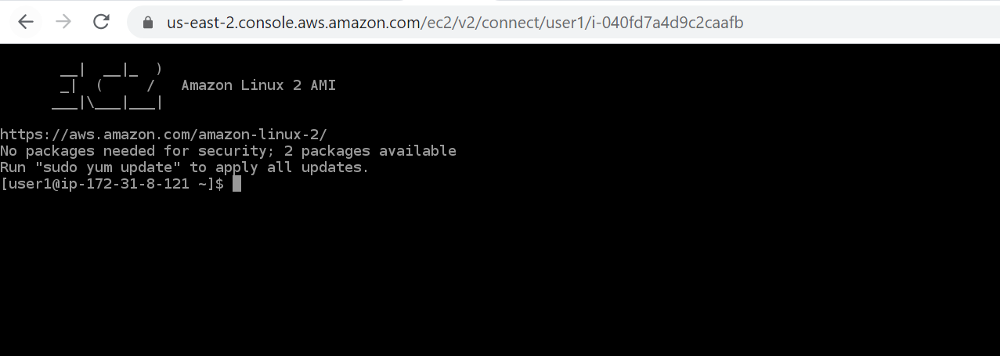 us-east-2.console.aws.amazon.com/ec2/v2/connect/user1/i-040fd7a4d9c2caafb
       __|  __|_  )
       _|  (     /   Amazon Linux 2 AMI
      ___|\___|___|
https://aws.amazon.com/amazon-linux-2/
No packages needed for security; 2 packages available
Run "sudo yum update" to apply all updates.
[user1@ip-172-31-8-121 ~]$